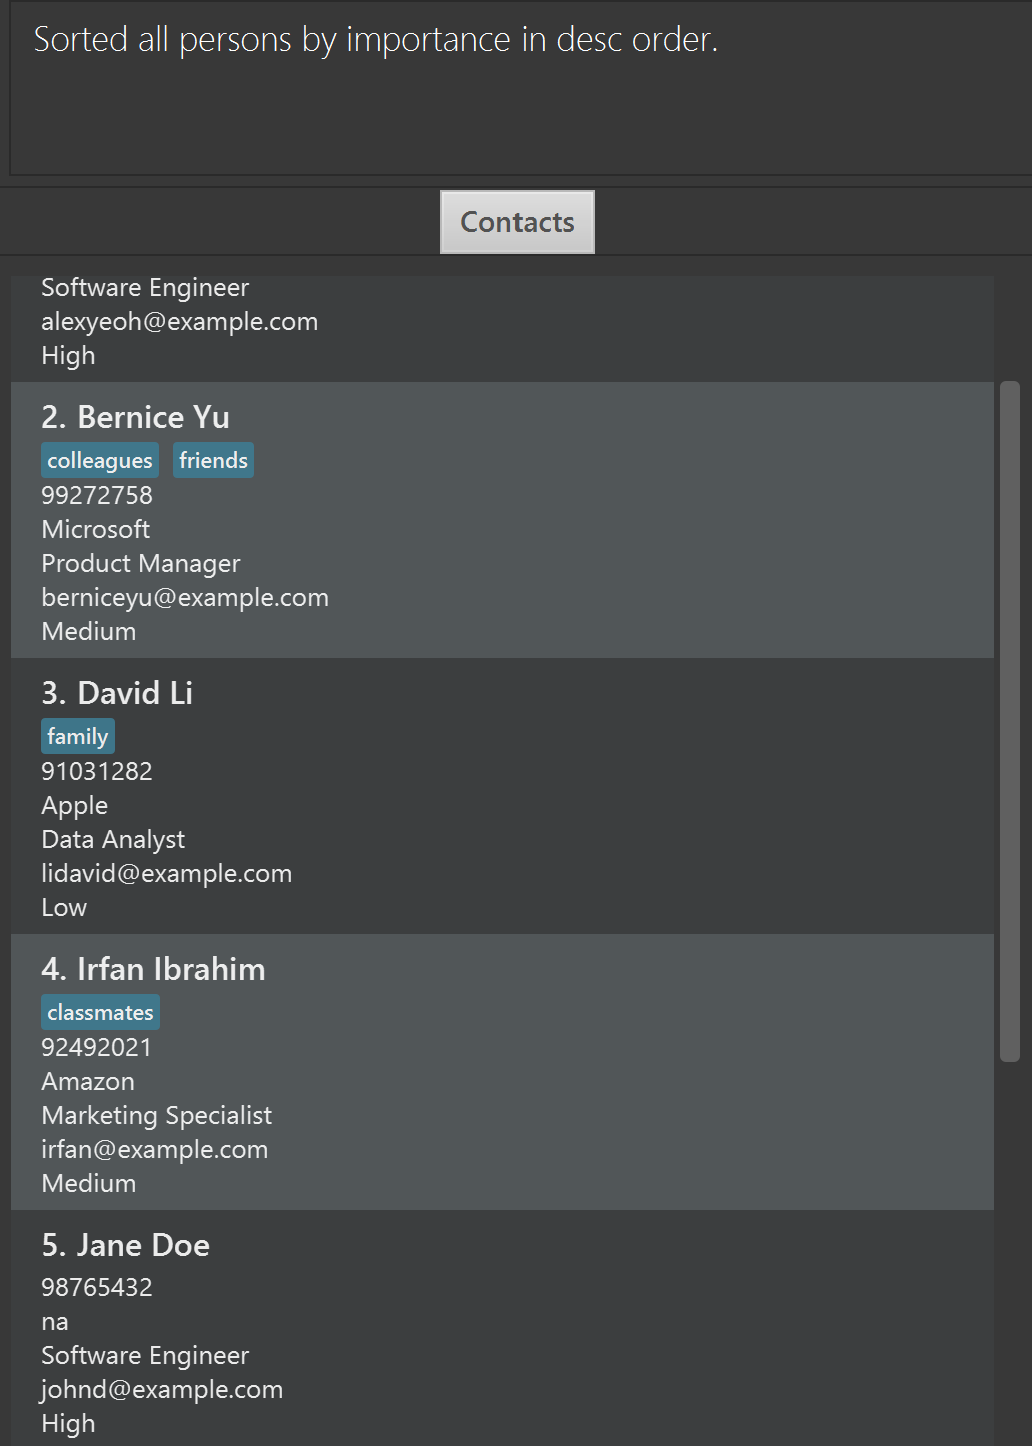 Sorted all persons by importance in desc order.
Contacts
Software Engineer
alexyeoh@example.com
High
2. Bernice Yu
colleagues friends
99272758
Microsoft
Product Manager
berniceyu@example.com
Medium
3. David Li
family
91031282
Apple
Data Analyst
lidavid@example.com
Low
4. Irfan Ibrahim
classmates
92492021
Amazon
Marketing Specialist
irfan@example.com
Medium
5. Jane Doe
98765432
na
Software Engineer
johnd@example.com
High